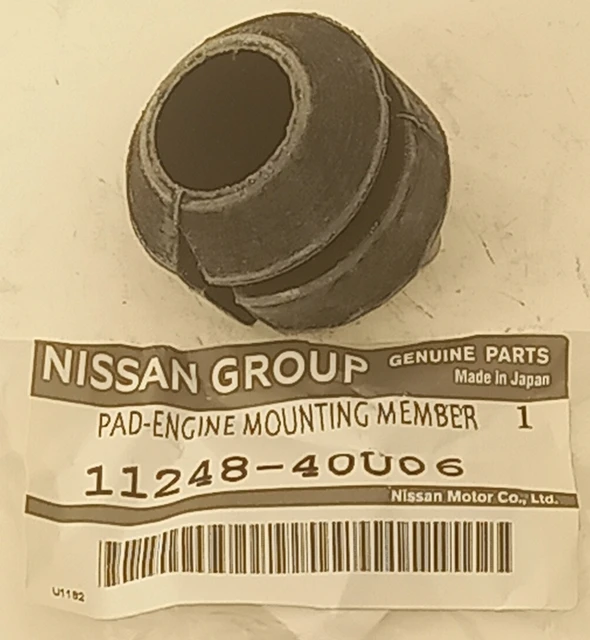 NISSAN GROUP GENUINE PARTS
Made in Japan
PAD-ENGINE MOUNTING MEMBER 1
11248-40U06
Nissan Motor Co., Ltd.
U1182